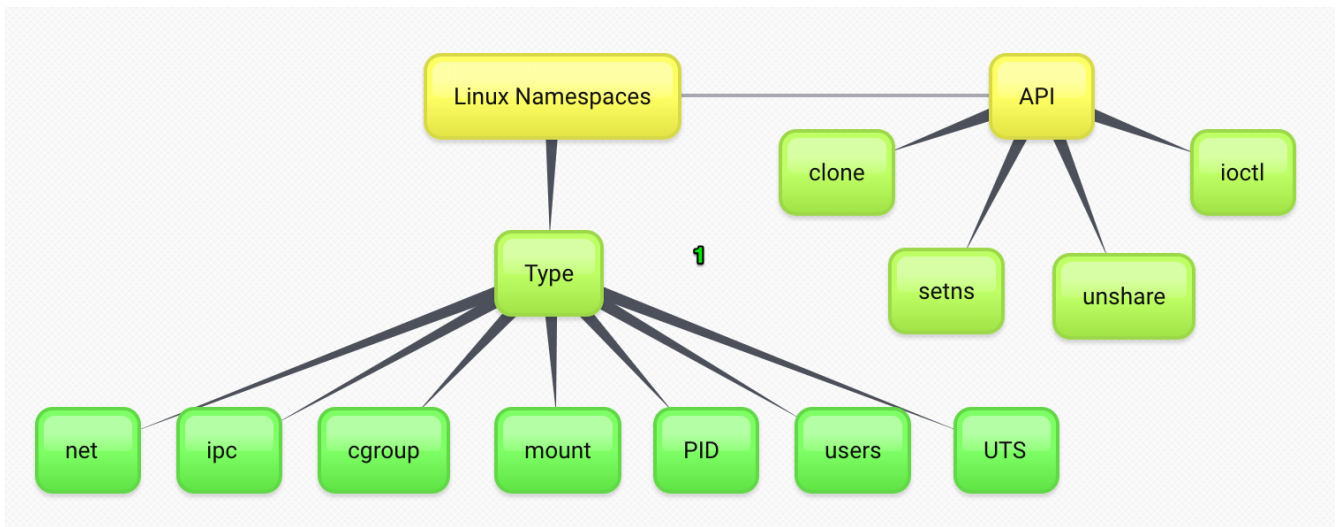 Linux Namespaces
API
clone
ioctl
setns
unshare
Type
1
net
ipc
cgroup
mount
PID
users
UTS